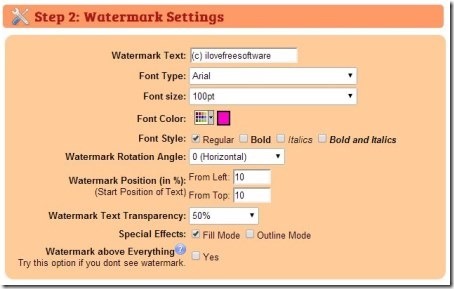 Step 2: Watermark Settings
Watermark Text: (c) ilovefreesoftware
Font Type: Arial
Font size: 100pt
Font Color:
Font Style: Regular Bold Italics Bold and Italics
Watermark Rotation Angle: 0 (Horizontal)
Watermark Position (in %): From Left: 10
(Start Position of Text) From Top: 10
Watermark Text Transparency: 50%
Special Effects: Fill Mode Outline Mode
Watermark above Everything ? Yes
Try this option if you dont see watermark.